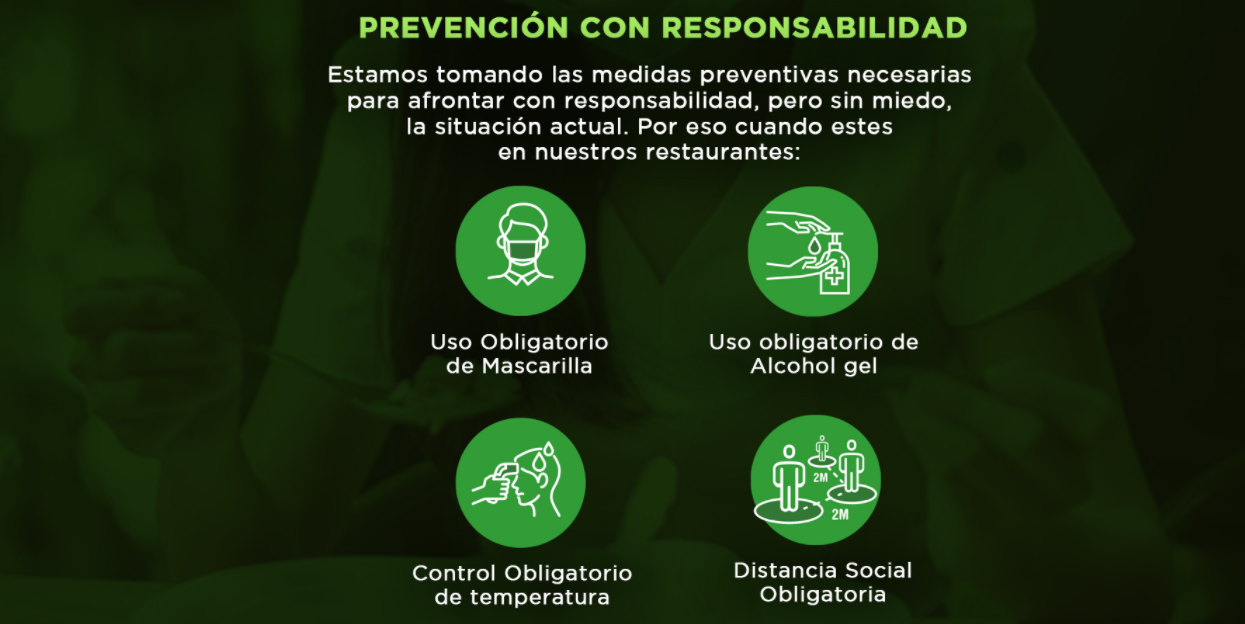 PREVENCIÓN CON RESPONSABILIDAD
Estamos tomando las medidas preventivas necesarias
para afrontar con responsabilidad, pero sin miedo,
la situación actual. Por eso cuando estes
en nuestros restaurantes:
Uso Obligatorio
de Mascarilla
Uso obligatorio de
Alcohol gel
Control Obligatorio
de temperatura
2M
2M
Distancia Social
Obligatoria